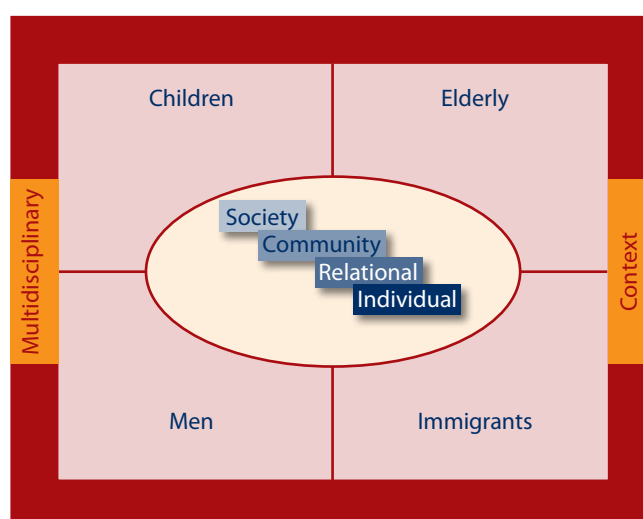 Children
Elderly
Multidisciplinary
Society
Community
Relational
Individual
Context
Men
Immigrants